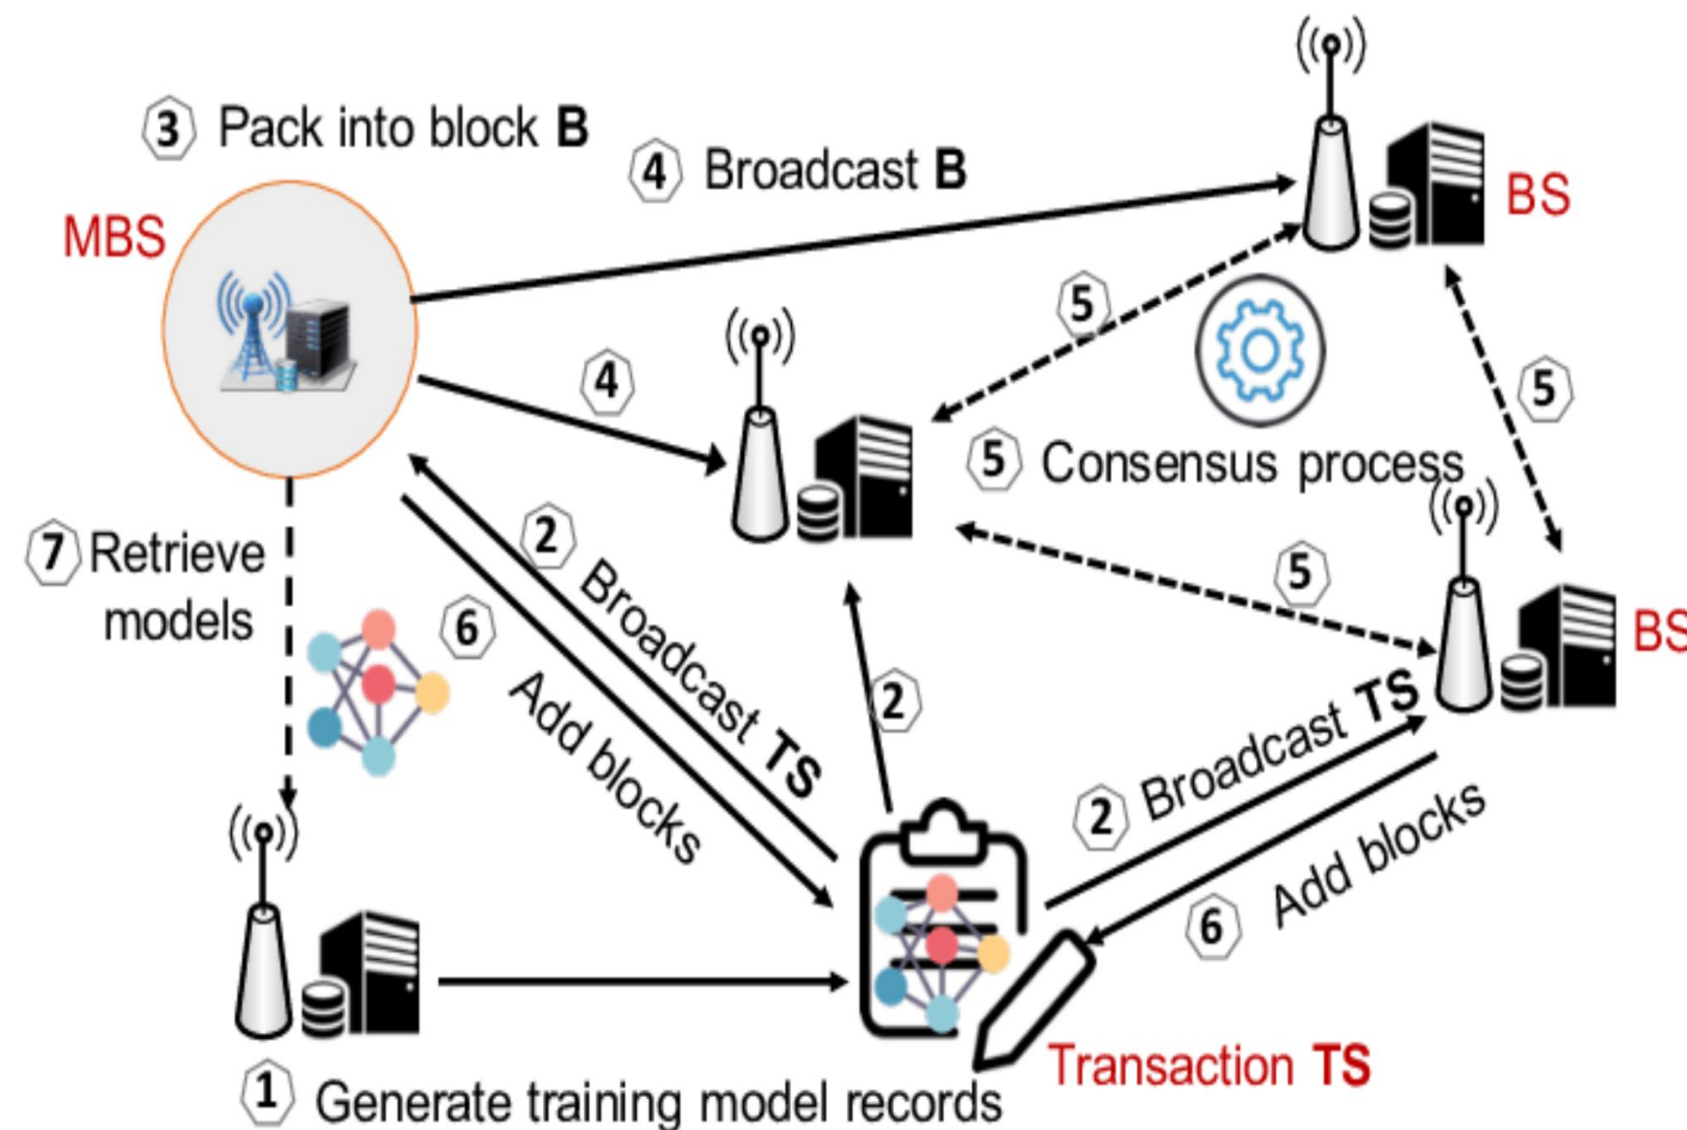 3 Pack into block B
4 Broadcast B
MBS
BS
5
4
5
5 Consensus process
2 Broadcast TS
7 Retrieve
models
5
6 Add blocks
BS
2
2 Broadcast TS
6 Add blocks
Transaction TS
1 Generate training model records